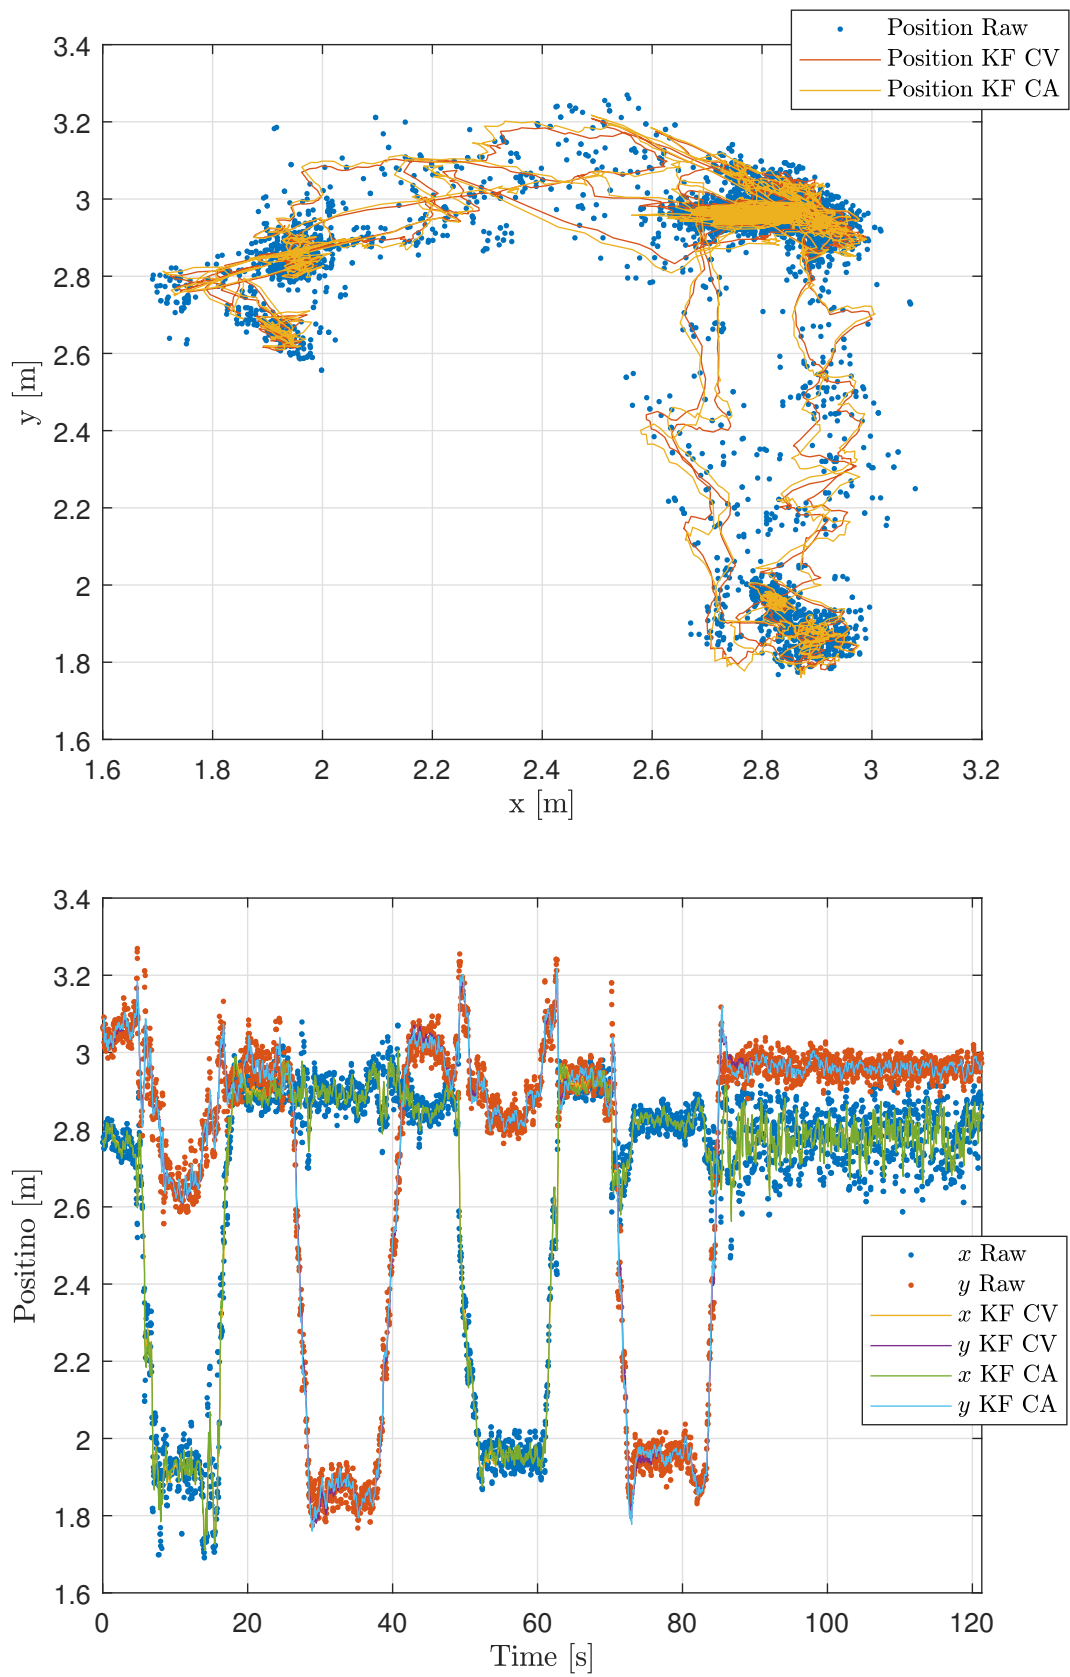 Position Raw
Position KF CV
Position KF CA
3.4
3.2
3
2.8
2.6
2.4
2.2
2
1.8
1.6
y [m]
1.6 1.8 2 2.2 2.4 2.6 2.8 3 3.2
x [m]
3.4
3.2
3
2.8
2.6
2.4
2.2
2
1.8
1.6
Positino [m]
x Raw
y Raw
x KF CV
y KF CV
x KF CA
y KF CA
0 20 40 60 80 100 120
Time [s]